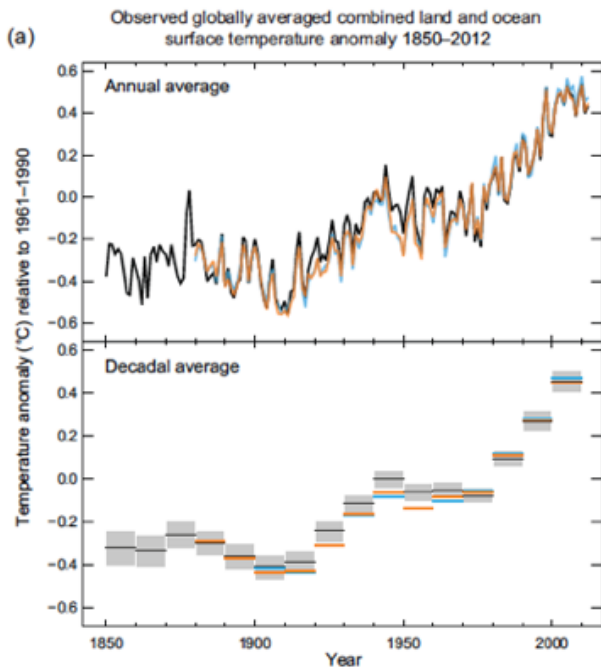 Observed globally averaged combined land and ocean
(a) surface temperature anomaly 1850–2012
Annual average
0.6
0.4
0.2
0.0
−0.2
−0.4
−0.6
Temperature anomaly (°C) relative to 1961–1990
Decadal average
0.6
0.4
0.2
0.0
−0.2
−0.4
−0.6
1850 1900 1950 2000
Year